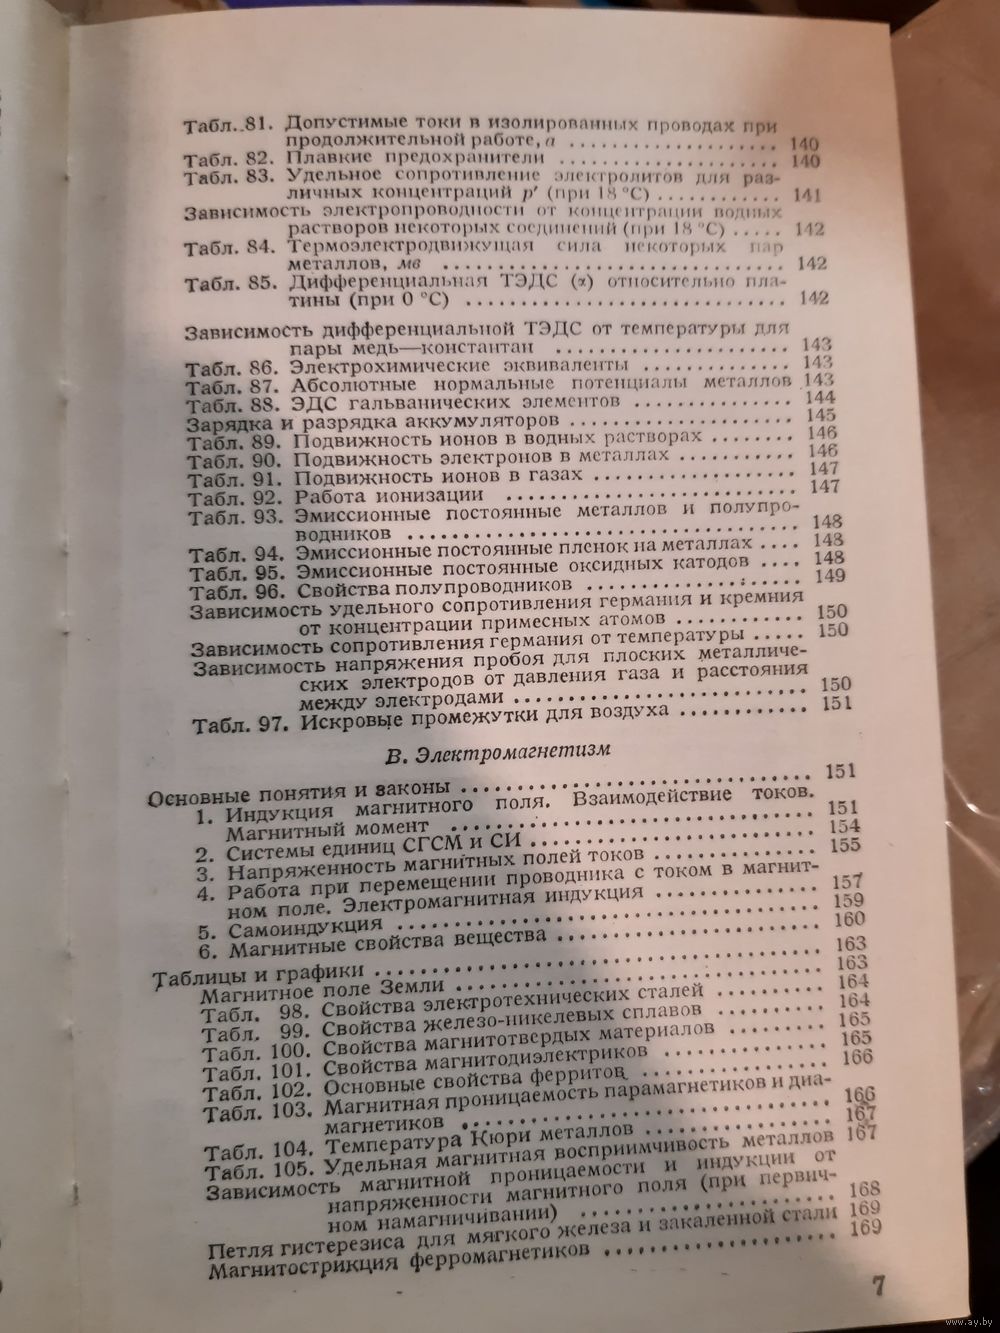 Табл. 81. Допустимые токи в изолированных проводах при
продолжительной работе, а .................... 140
Табл. 82. Плавкие предохранители .................... 140
Табл. 83. Удельное сопротивление электролитов для раз-
личных концентраций ρ′ (при 18 °С) ............ 141
Зависимость электропроводности от концентрации водных
растворов некоторых соединений (при 18 °С) ..... 142
Табл. 84. Термоэлектродвижущая сила некоторых пар
металлов, мв .............................. 142
Табл. 85. Дифференциальная ТЭДС (α) относительно пла-
тины (при 0 °С) ............................ 142
Зависимость дифференциальной ТЭДС от температуры для
пары медь—константан ...................... 143
Табл. 86. Электрохимические эквиваленты .............. 143
Табл. 87. Абсолютные нормальные потенциалы металлов . 143
Табл. 88. ЭДС гальванических элементов ............... 144
Зарядка и разрядка аккумуляторов .................... 145
Табл. 89. Подвижность ионов в водных растворах ........ 146
Табл. 90. Подвижность электронов в металлах ........... 146
Табл. 91. Подвижность ионов в газах ................... 147
Табл. 92. Работа ионизации .......................... 147
Табл. 93. Эмиссионные постоянные металлов и полупро-
водников .................................. 148
Табл. 94. Эмиссионные постоянные пленок на металлах .... 148
Табл. 95. Эмиссионные постоянные оксидных катодов .... 148
Табл. 96. Свойства полупроводников .................... 149
Зависимость удельного сопротивления германия и кремния
от концентрации примесных атомов ............ 150
Зависимость сопротивления германия от температуры ..... 150
Зависимость напряжения пробоя для плоских металличе-
ских электродов от давления газа и расстояния
между электродами .......................... 150
Табл. 97. Искровые промежутки для воздуха ............ 151
В. Электромагнетизм
Основные понятия и законы .............................. 151
1. Индукция магнитного поля. Взаимодействие токов.
Магнитный момент .............................. 151
2. Системы единиц СГСМ и СИ ........................ 154
3. Напряженность магнитных полей токов .............. 155
4. Работа при перемещении проводника с током в магнит-
ном поле. Электромагнитная индукция .............. 157
5. Самоиндукция .................................. 159
6. Магнитные свойства вещества ...................... 160
Таблицы и графики .................................... 163
Магнитное поле Земли .............................. 163
Табл. 98. Свойства электротехнических сталей .......... 164
Табл. 99. Свойства железо-никелевых сплавов .......... 164
Табл. 100. Свойства магнитотвердых материалов ......... 165
Табл. 101. Свойства магнитодиэлектриков .............. 165
Табл. 102. Основные свойства ферритов ................ 166
Табл. 103. Магнитная проницаемость парамагнетиков и диа-
магнетиков ................................ 166
Табл. 104. Температура Кюри металлов ................ 167
Табл. 105. Удельная магнитная восприимчивость металлов 167
Зависимость магнитной проницаемости и индукции от
напряженности магнитного поля (при первич-
ном намагничивании) ........................ 168
Петля гистерезиса для мягкого железа и закаленной стали 169
Магнитострикция ферромагнетиков .................... 169
7
www.ay.by